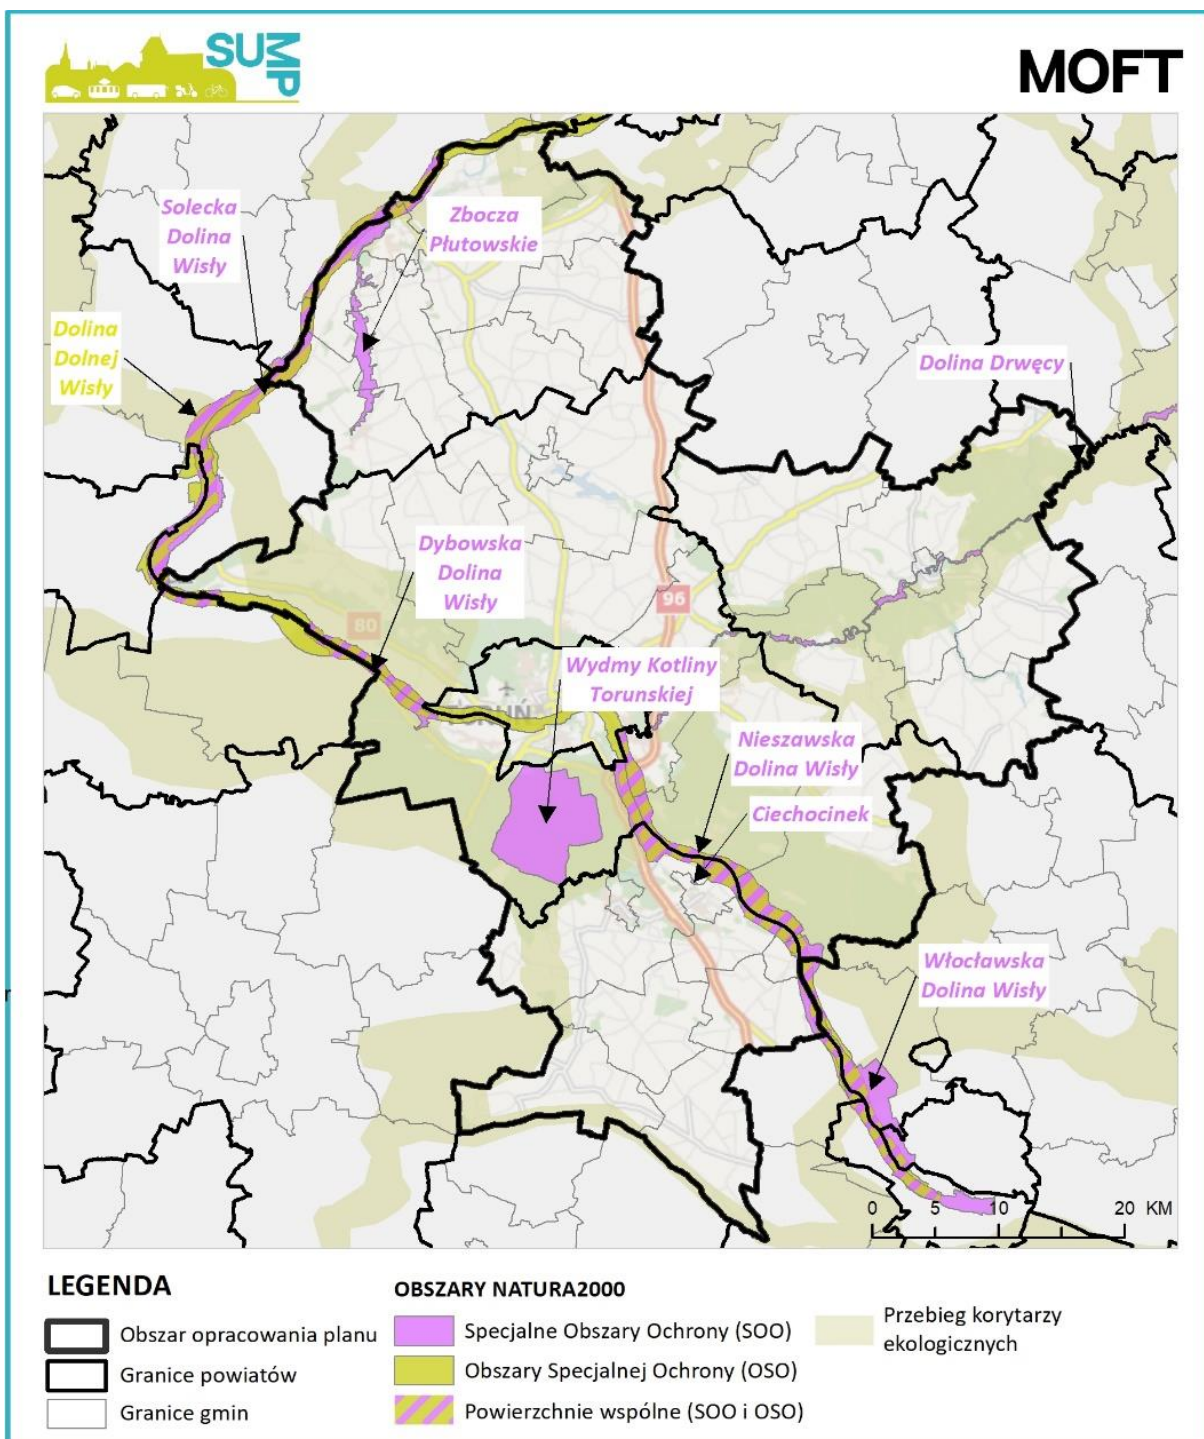 SUMP
MOFT
Solecka
Dolina
Wisły
Zbocza
Płutowskie
Dolina
Dolnej
Wisły
Dolina Drwęcy
Dybowska
Dolina
Wisły
96
80
Wydmy Kotliny
Torunskiej
Nieszawska
Dolina Wisły
Ciechocinek
Włocławska
Dolina Wisły
0 5 10 20 KM
LEGENDA
Obszar opracowania planu
Granice powiatów
Granice gmin
OBSZARY NATURA2000
Specjalne Obszary Ochrony (SOO)
Obszary Specjalnej Ochrony (OSO)
Powierzchnie wspólne (SOO i OSO)
Przebieg korytarzy
ekologicznych